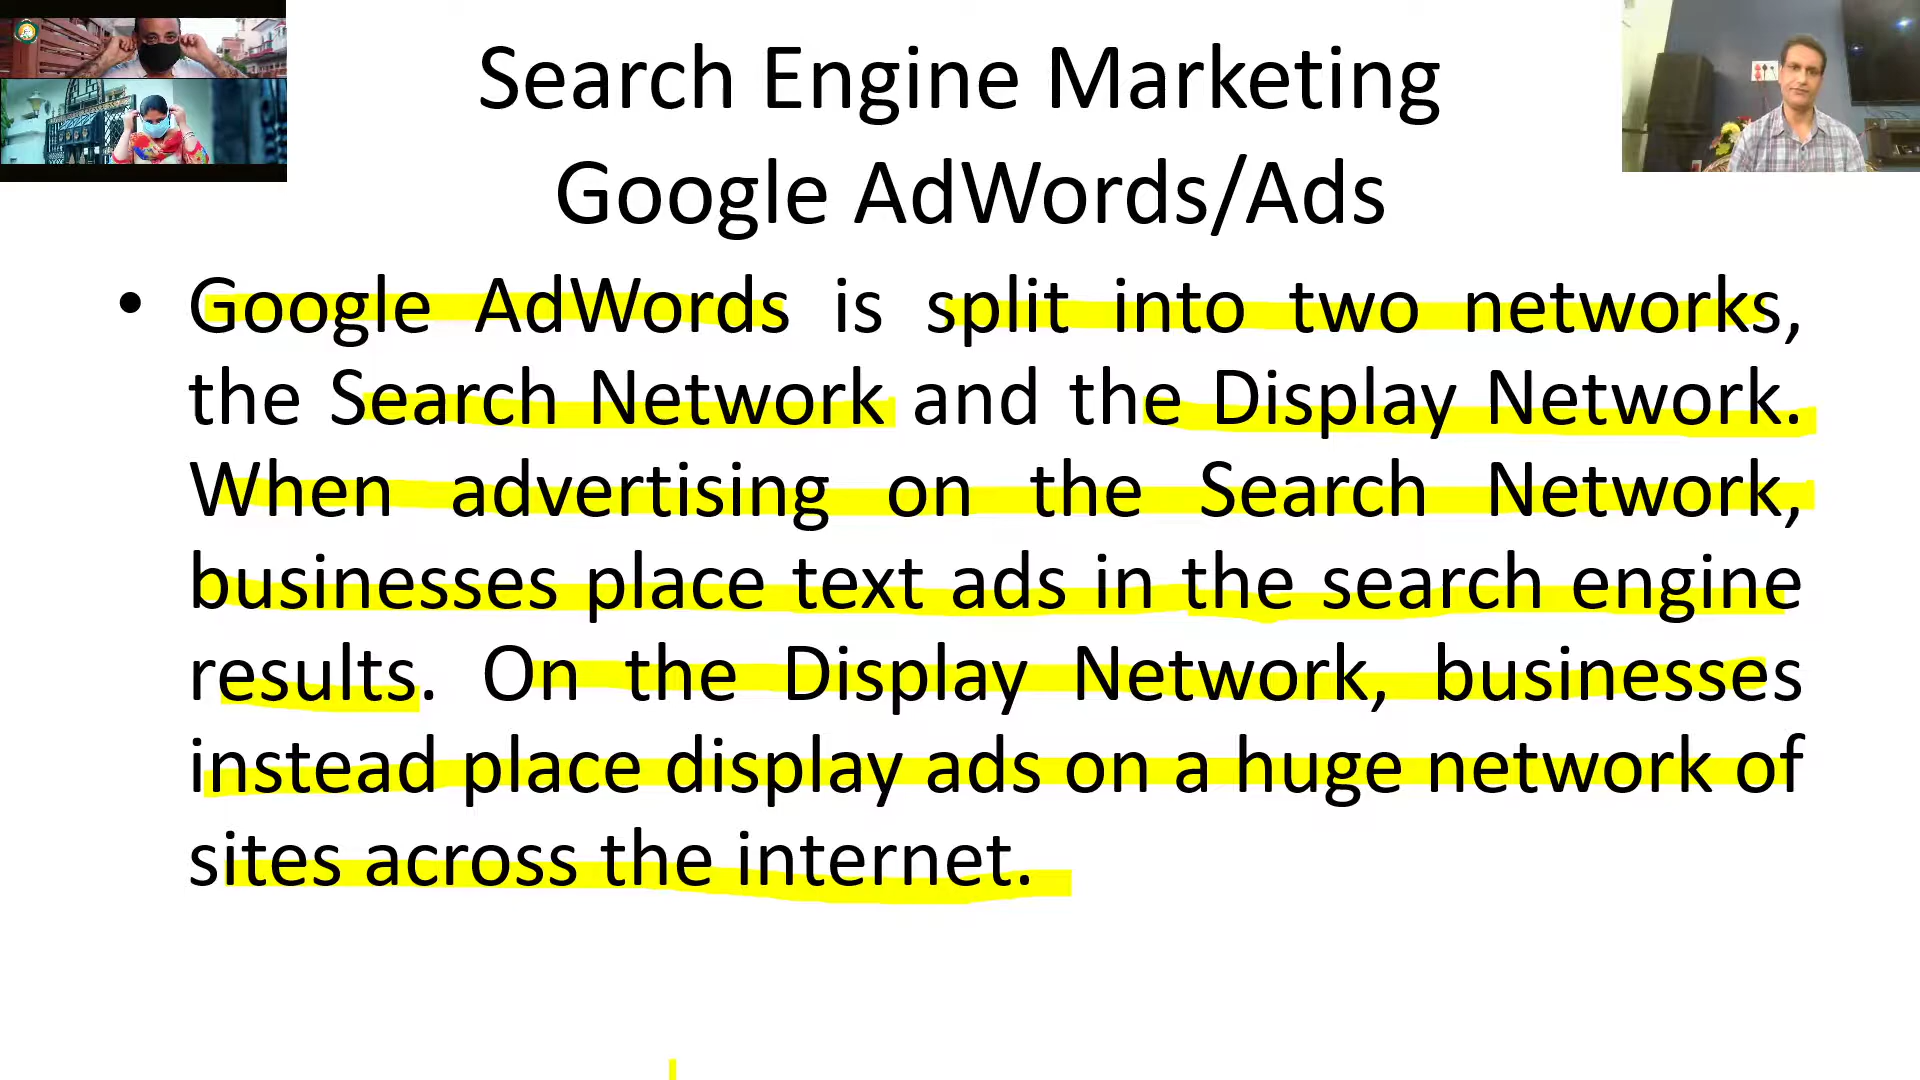 Search Engine Marketing
Google AdWords/Ads
• Google AdWords is split into two networks,
the Search Network and the Display Network.
When advertising on the Search Network,
businesses place text ads in the search engine
results. On the Display Network, businesses
instead place display ads on a huge network of
sites across the internet.